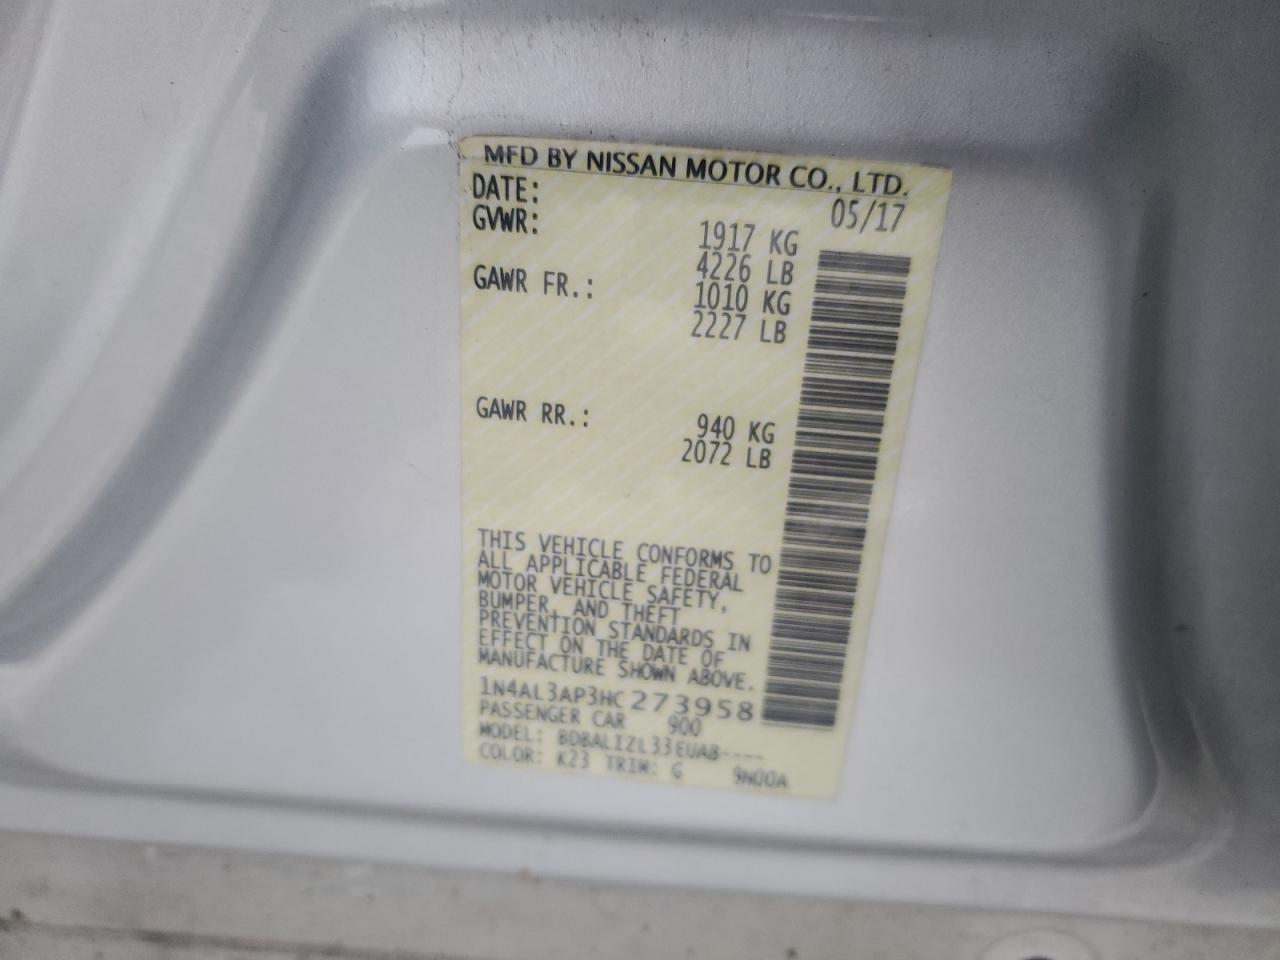 MFD BY NISSAN MOTOR CO., LTD.
DATE: 05/17
GVWR: 1917 KG
4226 LB
GAWR FR.: 1010 KG
2227 LB
GAWR RR.: 940 KG
2072 LB
THIS VEHICLE CONFORMS TO
ALL APPLICABLE FEDERAL
MOTOR VEHICLE SAFETY,
BUMPER, AND THEFT
PREVENTION STANDARDS IN
EFFECT ON THE DATE OF
MANUFACTURE SHOWN ABOVE.
1N4AL3AP3HC273958
PASSENGER CAR 900
MODEL: BDBALIZL33EUAB----
COLOR: K23 TRIM: G 9N00A